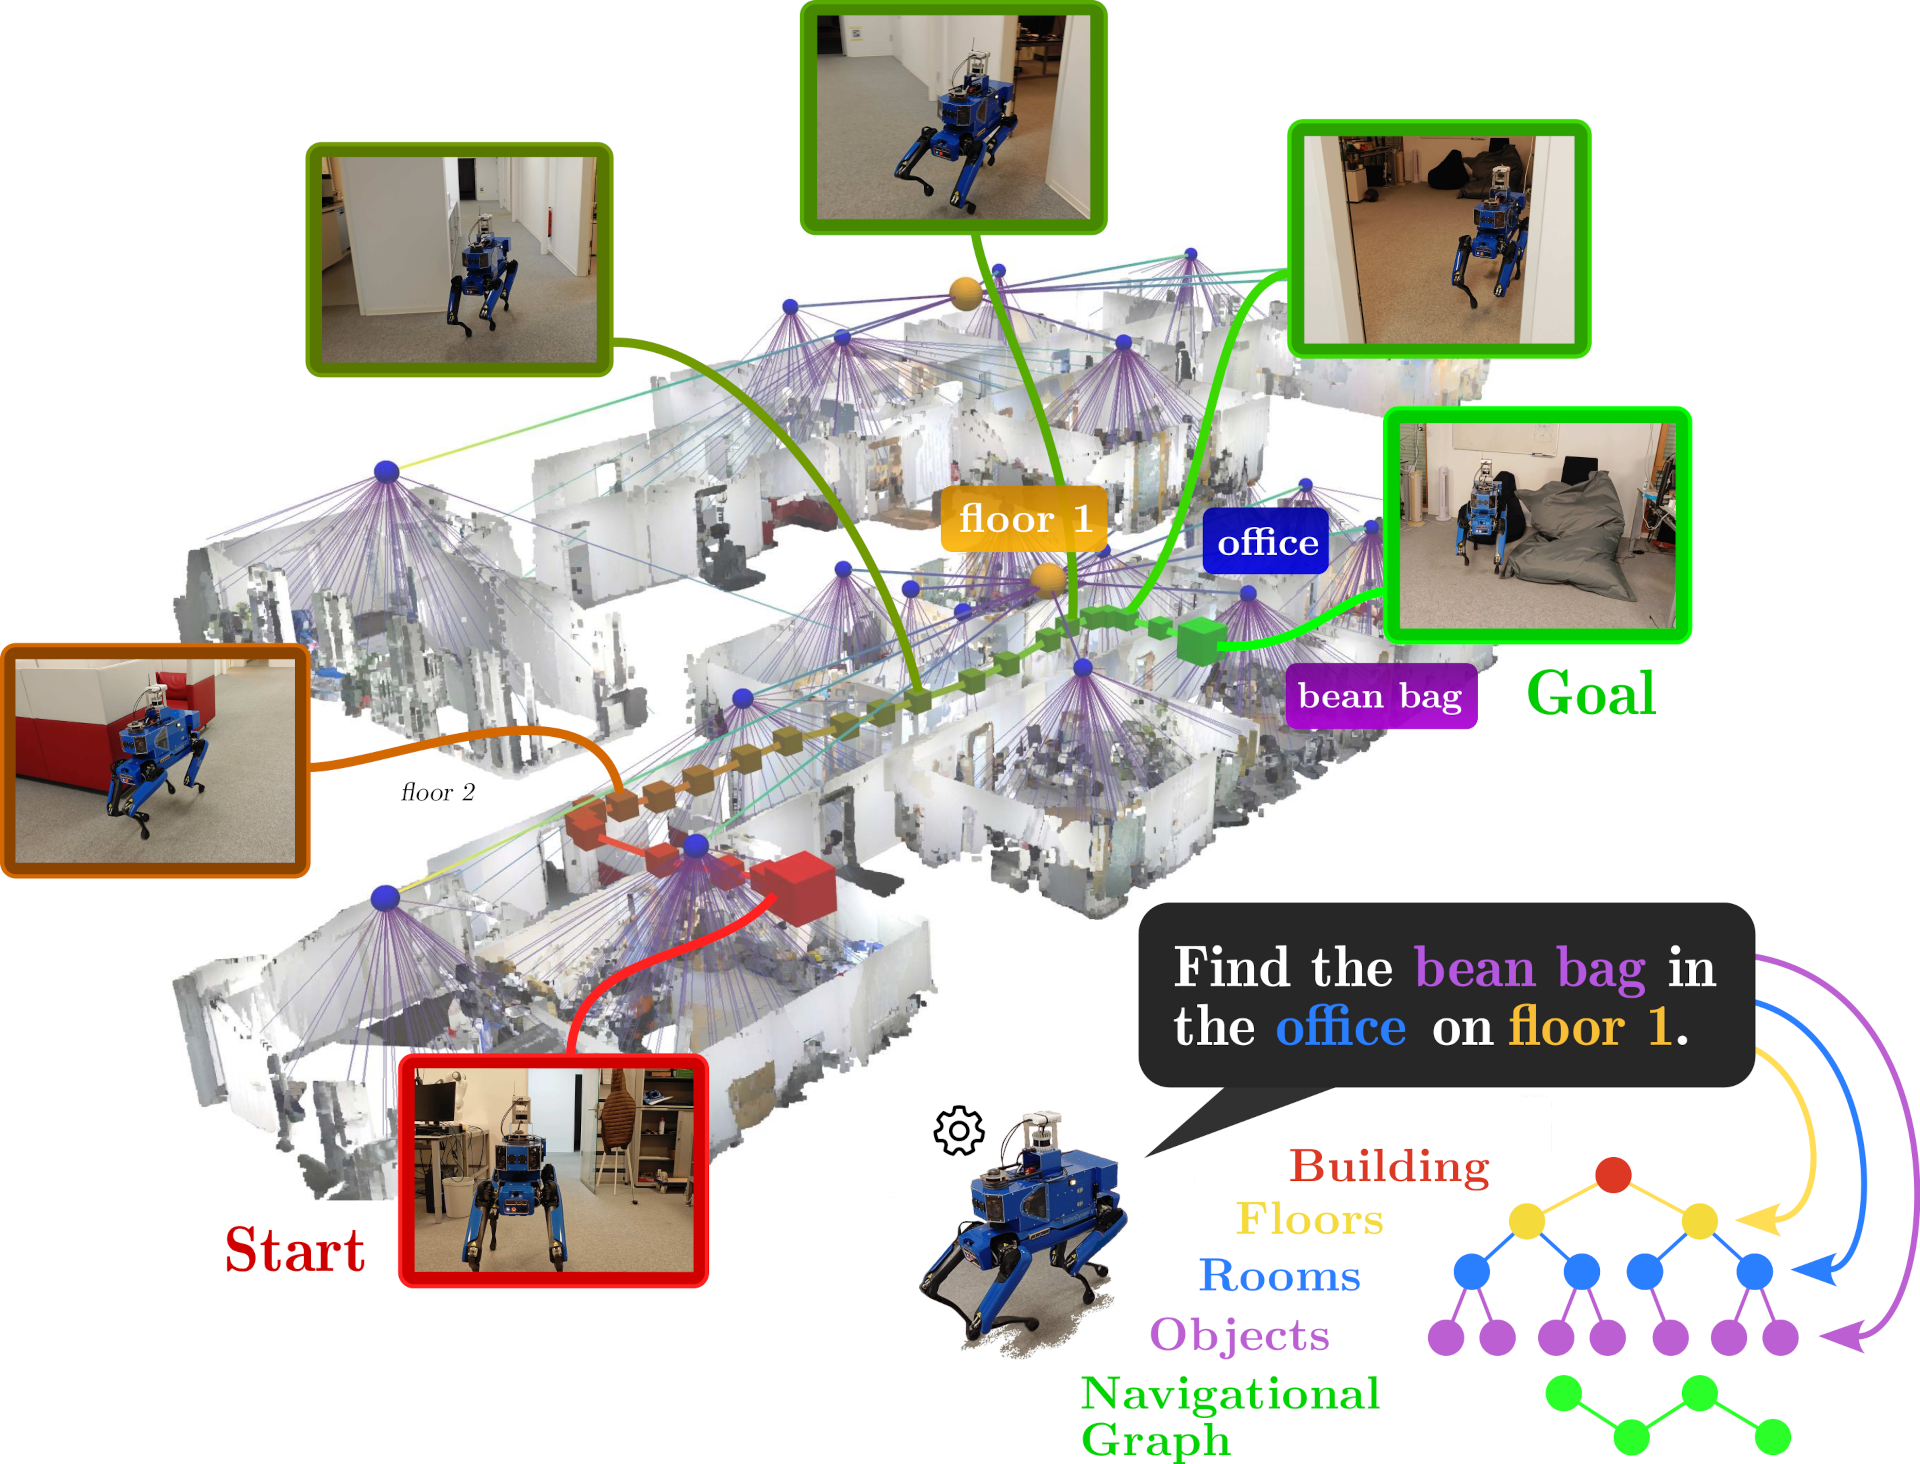 floor 1
office
bean bag
Goal
floor 2
Find the bean bag in
the office on floor 1.
Start
Building
Floors
Rooms
Objects
Navigational
Graph